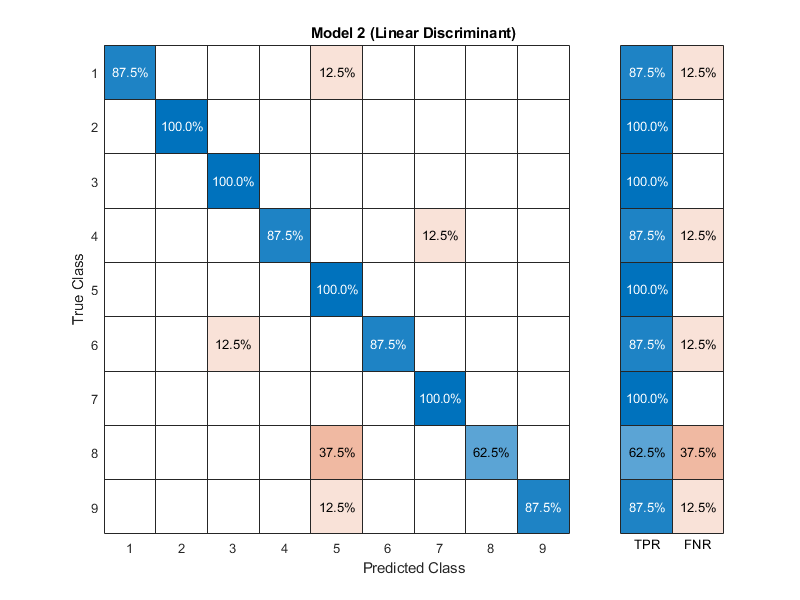 Model 2 (Linear Discriminant)
1 87.5% 12.5% 87.5% 12.5%
2 100.0% 100.0%
3 100.0% 100.0%
4 87.5% 12.5% 87.5% 12.5%
5 100.0% 100.0%
6 12.5% 87.5% 87.5% 12.5%
7 100.0% 100.0%
8 37.5% 62.5% 62.5% 37.5%
9 12.5% 87.5% 87.5% 12.5%
True Class
1 2 3 4 5 6 7 8 9 TPR FNR
Predicted Class